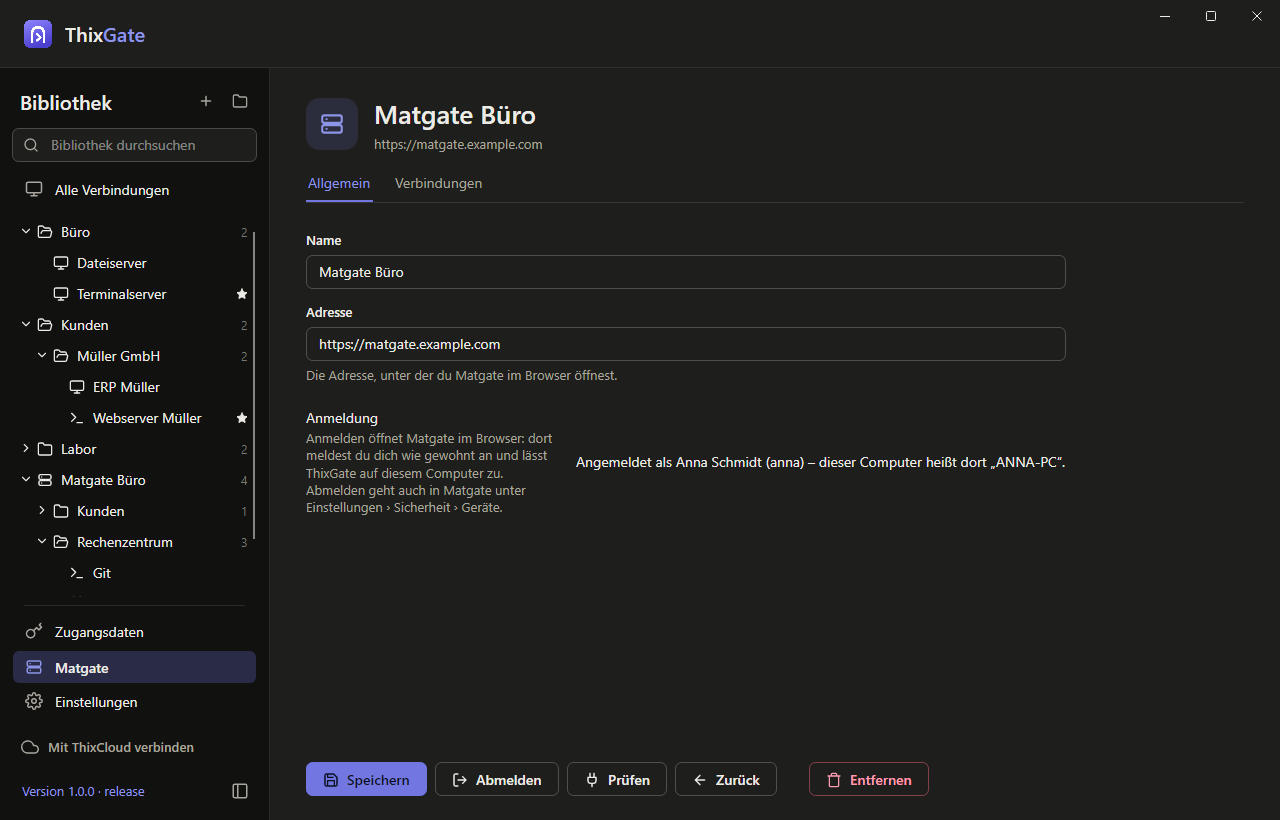 ThixGate
Bibliothek
Bibliothek durchsuchen
Alle Verbindungen
Büro 2
Dateiserver
Terminalserver
Kunden 2
Müller GmbH 2
ERP Müller
Webserver Müller
Labor 2
Matgate Büro 4
Kunden 1
Rechenzentrum 3
Git
Zugangsdaten
Matgate
Einstellungen
Mit ThixCloud verbinden
Version 1.0.0 · release
Matgate Büro
https://matgate.example.com
Allgemein Verbindungen
Name
Matgate Büro
Adresse
https://matgate.example.com
Die Adresse, unter der du Matgate im Browser öffnest.
Anmeldung
Anmelden öffnet Matgate im Browser: dort
meldest du dich wie gewohnt an und lässt
ThixGate auf diesem Computer zu.
Abmelden geht auch in Matgate unter
Einstellungen › Sicherheit › Geräte.
Angemeldet als Anna Schmidt (anna) – dieser Computer heißt dort „ANNA-PC“.
Speichern Abmelden Prüfen Zurück Entfernen